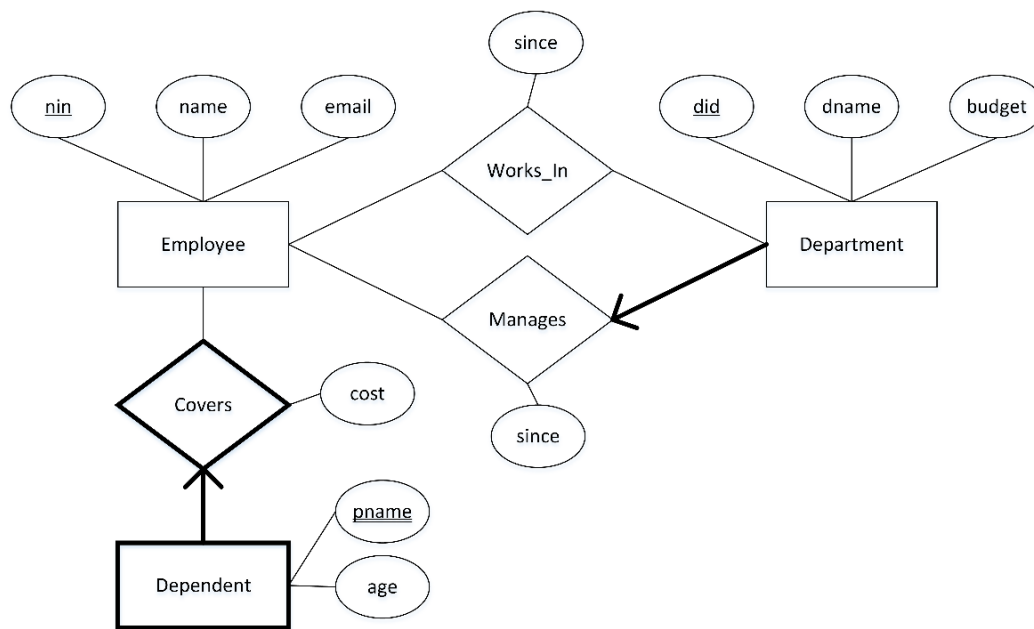 since
nin
name
email
did
dname
budget
Works_In
Employee
Department
Manages
Covers
cost
since
pname
Dependent
age